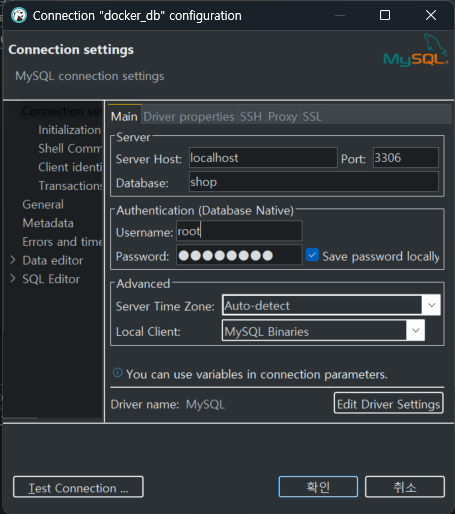 Connection "docker_db" configuration
Connection settings
MySQL connection settings
MySQL
Connection set
Initialization
Shell Comm
Client identi
Transactions
General
Metadata
Errors and time
Data editor
SQL Editor
Main Driver properties SSH Proxy SSL
Server
Server Host: localhost Port: 3306
Database: shop
Authentication (Database Native)
Username: root
Password: ●●●●●●●● Save password locally
Advanced
Server Time Zone: Auto-detect
Local Client: MySQL Binaries
You can use variables in connection parameters.
Driver name: MySQL Edit Driver Settings
Test Connection ... 확인 취소